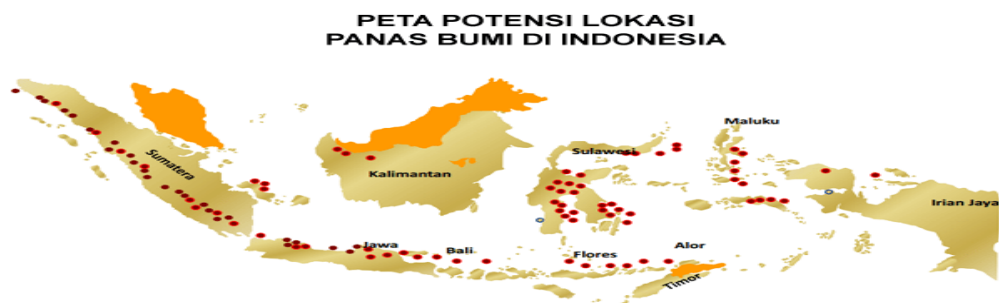 PETA POTENSI LOKASI
PANAS BUMI DI INDONESIA
Maluku
Sulawesi
Sumatera
Kalimantan
Irian Jaya
Jawa
Bali
Flores
Alor
Timor